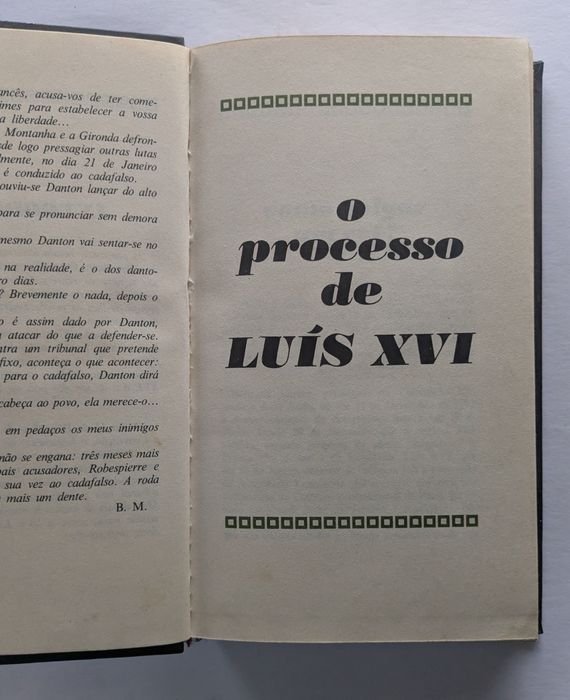 ancês, acusa-vos de ter come-
imes para estabelecer a vossa
a liberdade...
Montanha e a Gironda defron-
sde logo pressagiar outras lutas
lmente, no dia 21 de Janeiro
é conduzido ao cadafalso.
ouviu-se Danton lançar do alto
para se pronunciar sem demora
mesmo Danton vai sentar-se no
na realidade, é o dos danto-
ro dias.
? Brevemente o nada, depois o
o é assim dado por Danton,
a atacar do que a defender-se.
ntra um tribunal que pretende
fixo, aconteça o que acontecer:
para o cadafalso, Danton dirá
cabeça ao povo, ela merece-o...
em pedaços os meus inimigos
não se engana: três meses mais
pais acusadores, Robespierre e
sua vez ao cadafalso. A roda
mais um dente.
B. M.
o
processo
de
LUÍS XVI